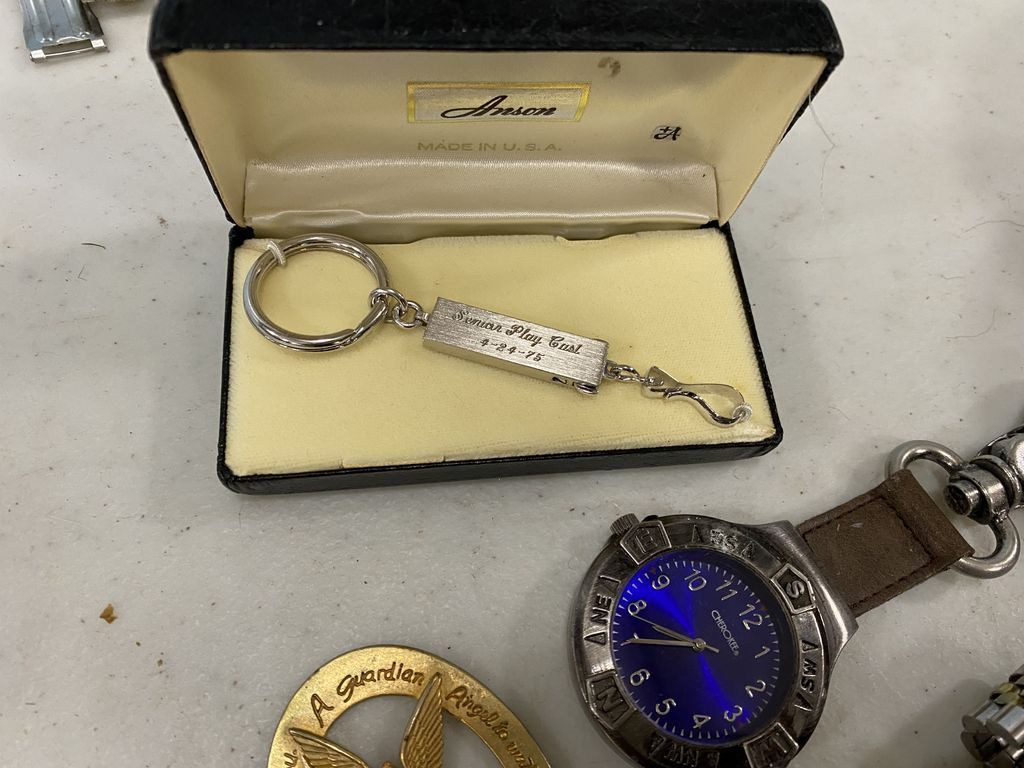 Anson
MADE IN U.S.A.
Senior Play Cast
4-24-75
A Guardian Angel to
CHEROKEE
12
1
2
3
4
5
6
8
9
10
11
S